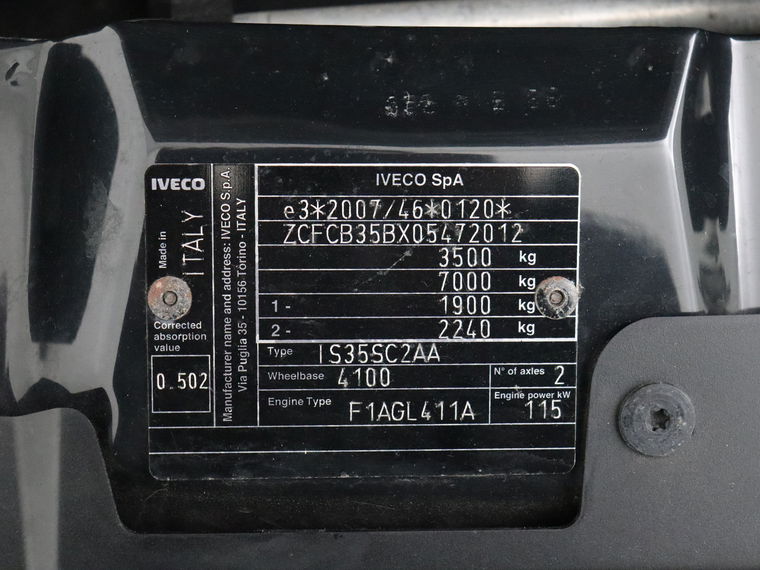 IVECO
Made in
ITALY
Corrected
absorption
value
0.502
Manufacturer name and address: IVECO S.p.A.
Via Puglia 35 - 10156-Torino - ITALY
IVECO SpA
e3*2007/46*0120*
ZCFCB35BX05472012
3500 kg
7000 kg
1 - 1900 kg
2 - 2240 kg
Type IS35SC2AA
Wheelbase 4100
N° of axles 2
Engine Type F1AGL411A
Engine power kW 115